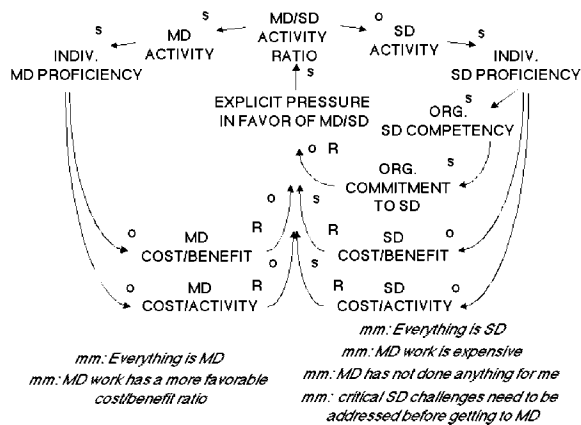 S
MD/SD
O
S
MD
ACTIVITY
SD
S
INDIV.
ACTIVITY
RATIO
ACTIVITY
INDIV.
MD PROFICIENCY
S
SD PROFICIENCY
EXPLICIT PRESSURE
IN FAVOR OF MD/SD
S
ORG.
SD COMPETENCY
O R
ORG.
S
COMMITMENT
TO SD
O
S
O
MD
R
R
SD
O
COST/BENEFIT
COST/BENEFIT
O
S
O
MD
R
R
SD
O
COST/ACTIVITY
COST/ACTIVITY
mm: Everything is MD
mm: MD work has a more favorable
cost/benefit ratio
mm: Everything is SD
mm: MD work is expensive
mm: MD has not done anything for me
mm: critical SD challenges need to be
addressed before getting to MD